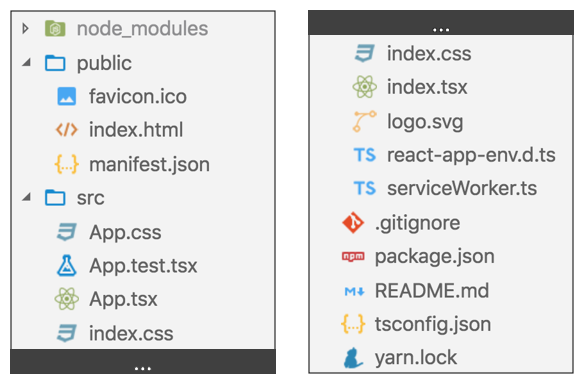 node_modules
public
favicon.ico
index.html
manifest.json
src
App.css
App.test.tsx
App.tsx
index.css
...
...
index.css
index.tsx
logo.svg
TS react-app-env.d.ts
TS serviceWorker.ts
.gitignore
npm package.json
M README.md
tsconfig.json
yarn.lock